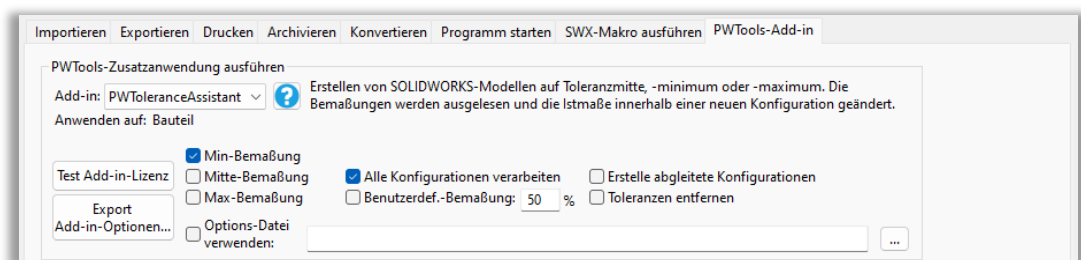 Importieren Exportieren Drucken Archivieren Konvertieren Programm starten SWX-Makro ausführen PWTools-Add-in
PWTools-Zusatzanwendung ausführen
Add-in: PWToleranceAssistant ? Erstellen von SOLIDWORKS-Modellen auf Toleranzmitte, -minimum oder -maximum. Die
Bemaßungen werden ausgelesen und die Istmaße innerhalb einer neuen Konfiguration geändert.
Anwenden auf: Bauteil
Min-Bemaßung
Test Add-in-Lizenz Mitte-Bemaßung Alle Konfigurationen verarbeiten Erstelle abgleitete Konfigurationen
Max-Bemaßung Benutzerdef.-Bemaßung: 50 % Toleranzen entfernen
Export
Add-in-Optionen...
Options-Datei
verwenden:
...